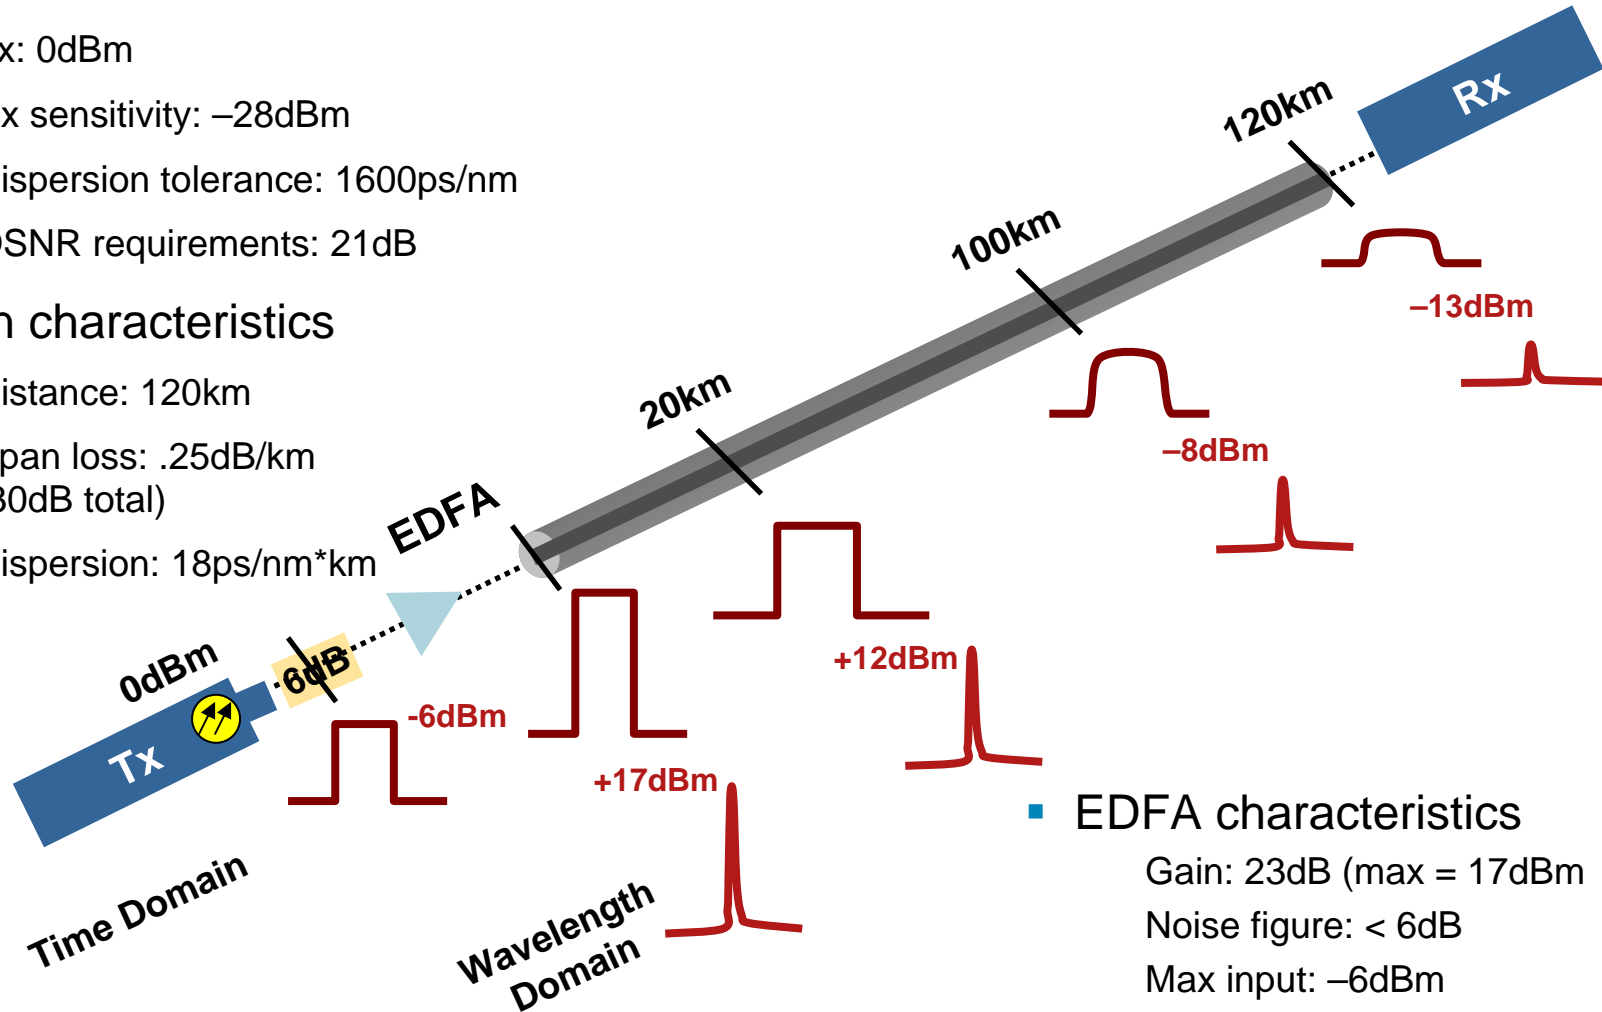 x: 0dBm
x sensitivity: –28dBm
ispersion tolerance: 1600ps/nm
OSNR requirements: 21dB
n characteristics
istance: 120km
pan loss: .25dB/km
30dB total)
ispersion: 18ps/nm*km
Rx
120km
100km
20km
EDFA
0dBm
6dB
Tx
–13dBm
–8dBm
+12dBm
-6dBm
+17dBm
Time Domain
Wavelength
Domain
EDFA characteristics
Gain: 23dB (max = 17dBm
Noise figure: < 6dB
Max input: –6dBm